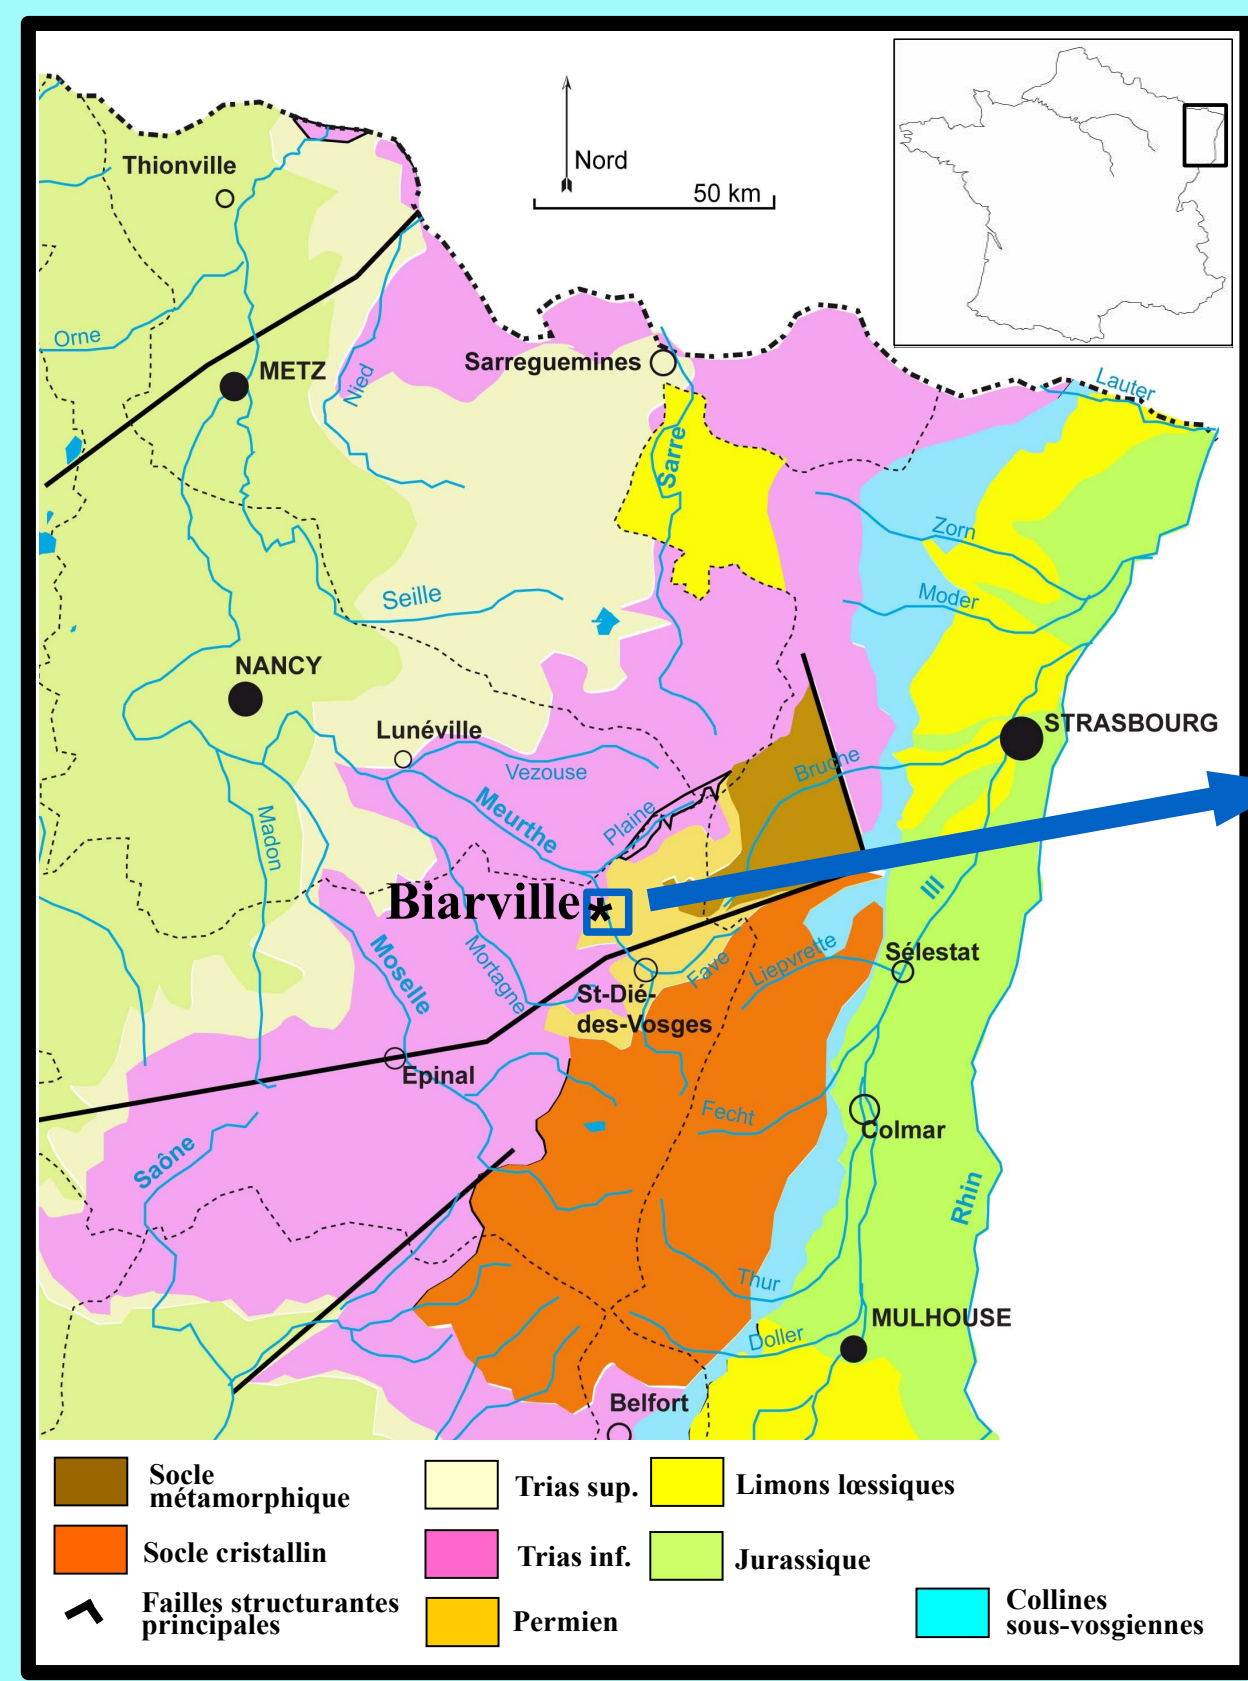 Thionville
Nord
50 km
Orne
METZ
Nied
Sarreguemines
Lauter
Sarre
Zorn
Seille
Moder
NANCY
STRASBOURG
Lunéville
Vezouse
Bruche
Meurthe
Plaine
Madon
Biarville*
Ill
Moselle
Mortagne
Fave
Liepvrette
Sélestat
St-Dié-
des-Vosges
Epinal
Fecht
Colmar
Saône
Rhin
Thur
MULHOUSE
Doller
Belfort
Socle
métamorphique
Trias sup.
Limons lœssiques
Socle cristallin
Trias inf.
Jurassique
Failles structurantes
principales
Permien
Collines
sous-vosgiennes